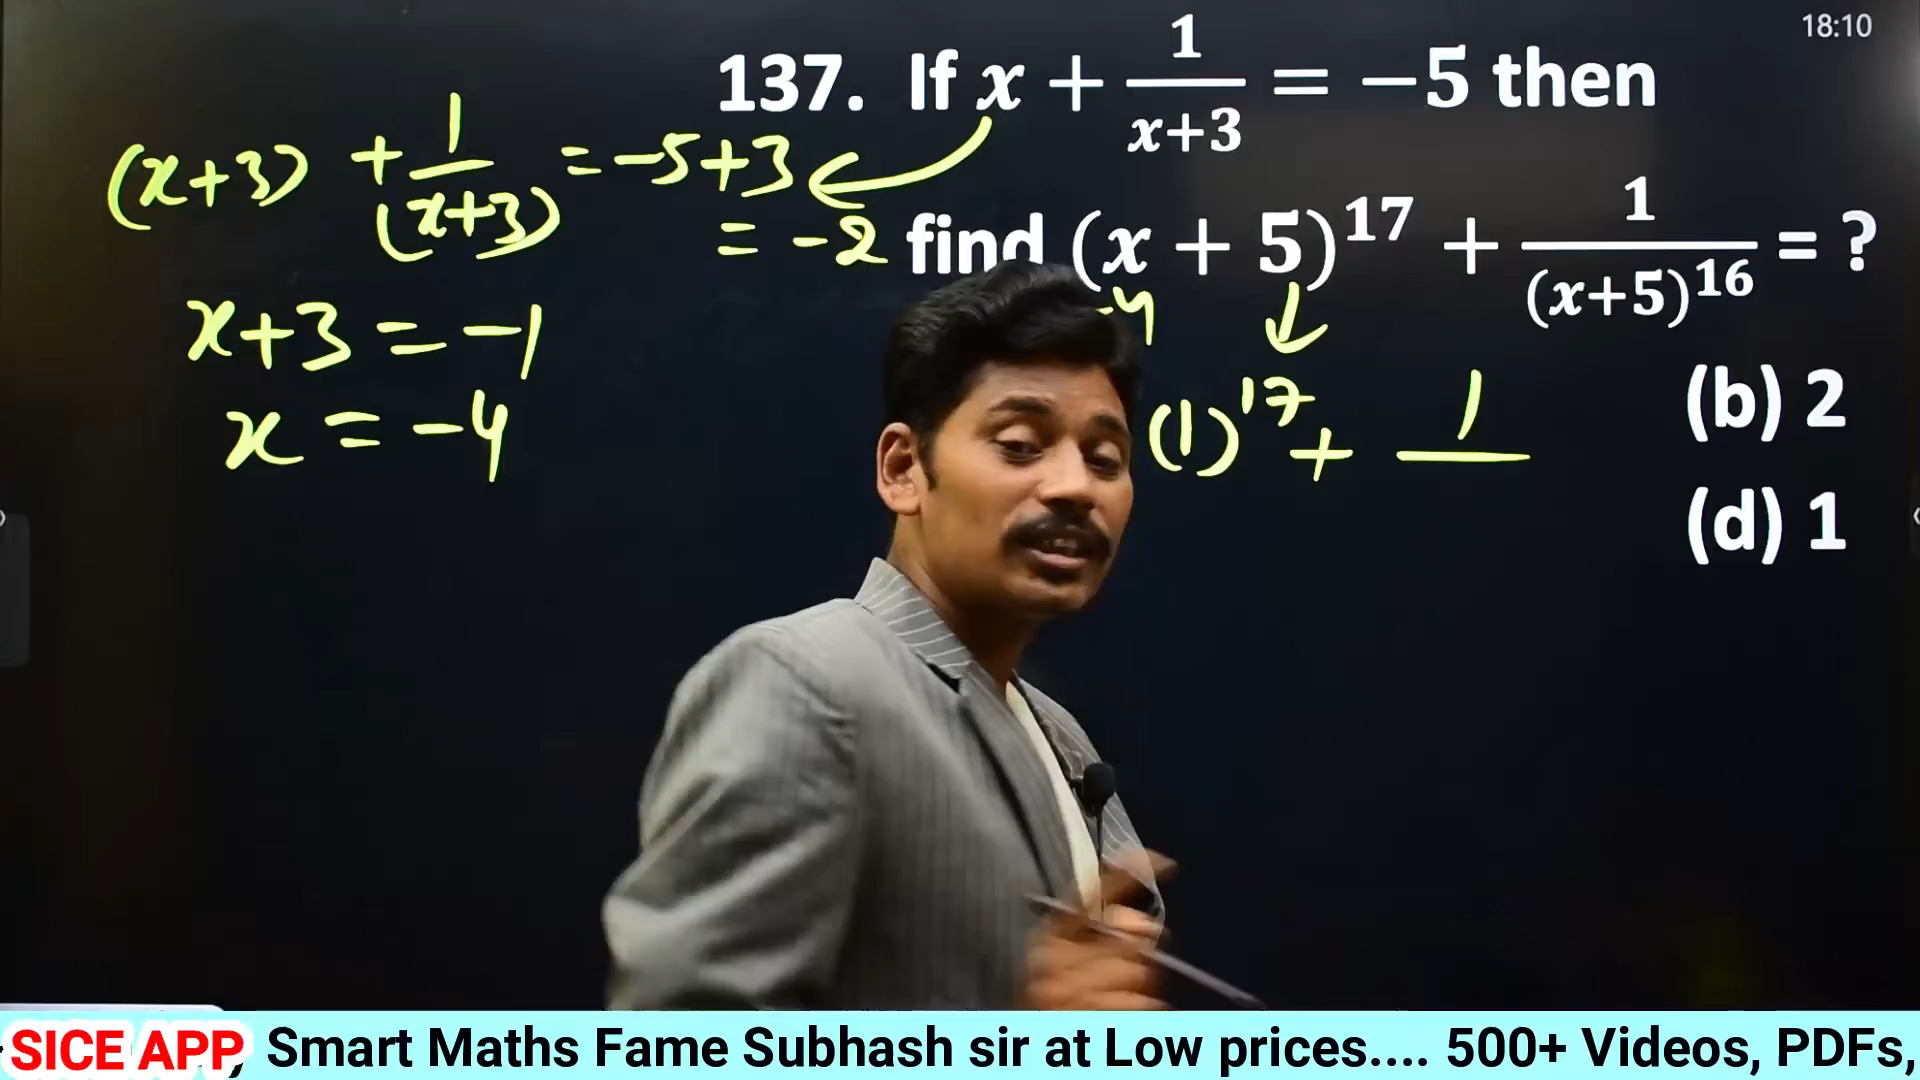 18:10
137. If x + 1/(x+3) = −5 then
(x+3) + 1/(x+3) = -5+3
= -2
find (x + 5)^17 + 1/(x+5)^16 = ?
x+3 = -1
-4
x = -4
(1)^17 + 1/
(b) 2
(d) 1
SICE APP Smart Maths Fame Subhash sir at Low prices.... 500+ Videos, PDFs,